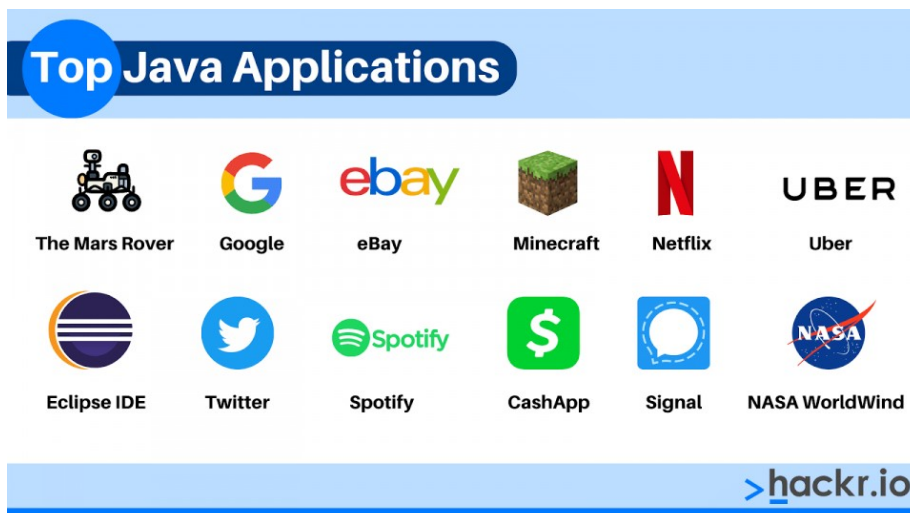 Top Java Applications
ebay
UBER
The Mars Rover Google eBay Minecraft Netflix Uber
Spotify
$
NASA
Eclipse IDE Twitter Spotify CashApp Signal NASA WorldWind
>hackr.io